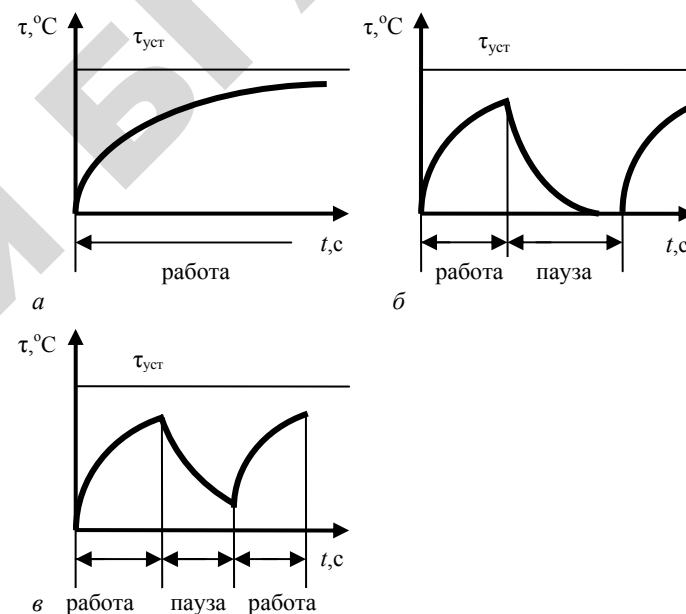 τ,°C
τуст
t,с
работа
а
τ,°C
τуст
t,с
работа пауза
б
τ,°C
τуст
t,с
в работа пауза работа